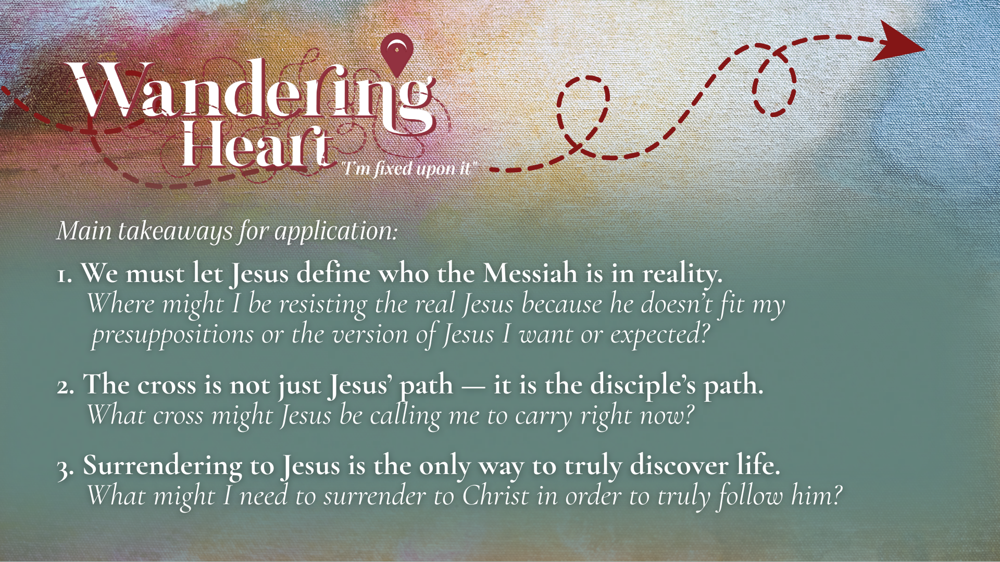 Wandering
Heart
"I'm fixed upon it"
Main takeaways for application:
1. We must let Jesus define who the Messiah is in reality.
Where might I be resisting the real Jesus because he doesn’t fit my
presuppositions or the version of Jesus I want or expected?
2. The cross is not just Jesus’ path — it is the disciple’s path.
What cross might Jesus be calling me to carry right now?
3. Surrendering to Jesus is the only way to truly discover life.
What might I need to surrender to Christ in order to truly follow him?